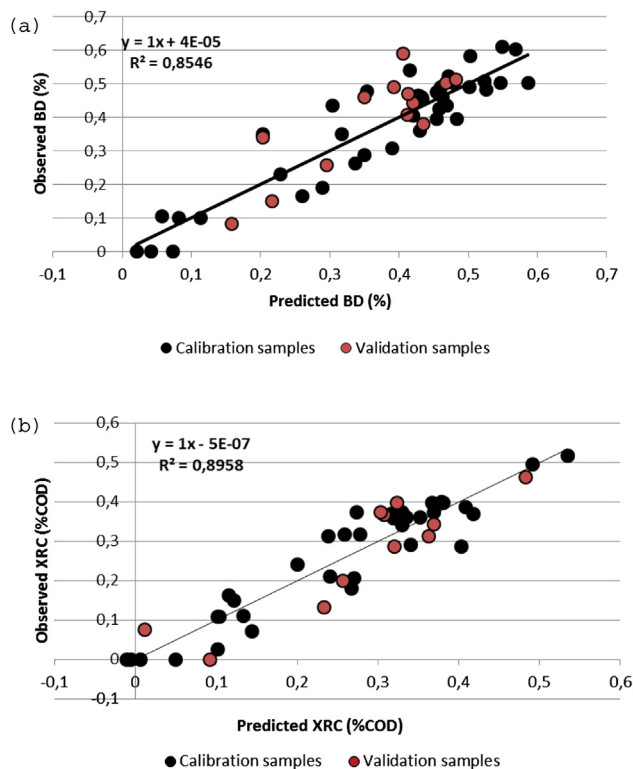 (a)
0,7
0,6
0,5
0,4
0,3
0,2
0,1
0
y = 1x + 4E-05
R² = 0,8546
Observed BD (%)
-0,1 0 0,1 0,2 0,3 0,4 0,5 0,6 0,7
Predicted BD (%)
Calibration samples Validation samples
(b)
0,6
0,5
0,4
0,3
0,2
0,1
0
-0,1
y = 1x - 5E-07
R² = 0,8958
Observed XRC (%COD)
-0,1 0 0,1 0,2 0,3 0,4 0,5 0,6
Predicted XRC (%COD)
Calibration samples Validation samples